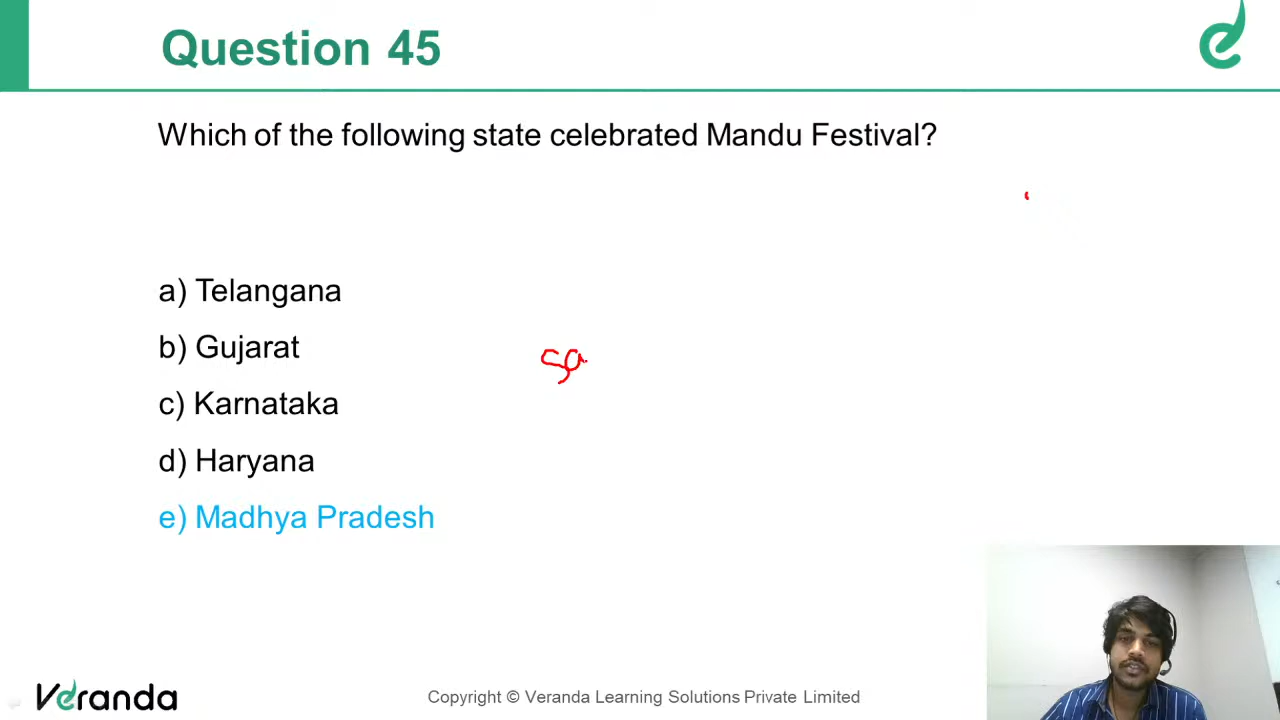 Question 45
Which of the following state celebrated Mandu Festival?
a) Telangana
b) Gujarat
sa
c) Karnataka
d) Haryana
e) Madhya Pradesh
Veranda
Copyright © Veranda Learning Solutions Private Limited